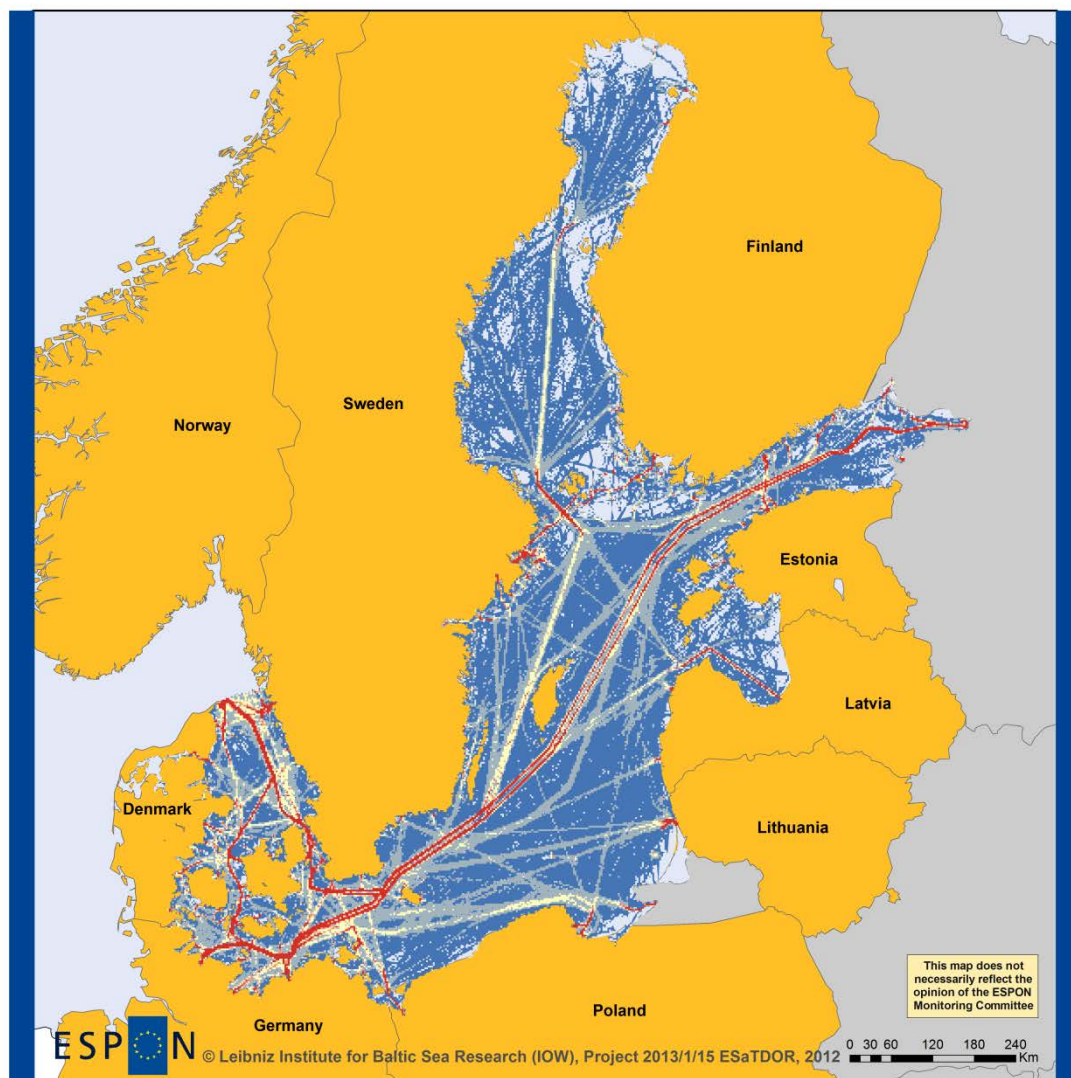 Finland
Norway
Sweden
Estonia
Latvia
Denmark
Lithuania
This map does not
necessarily reflect the
opinion of the ESPON
Monitoring Committee
Poland
Germany
ESPON
© Leibniz Institute for Baltic Sea Research (IOW), Project 2013/1/15 ESaTDOR, 2012
0 30 60 120 180 240
Km